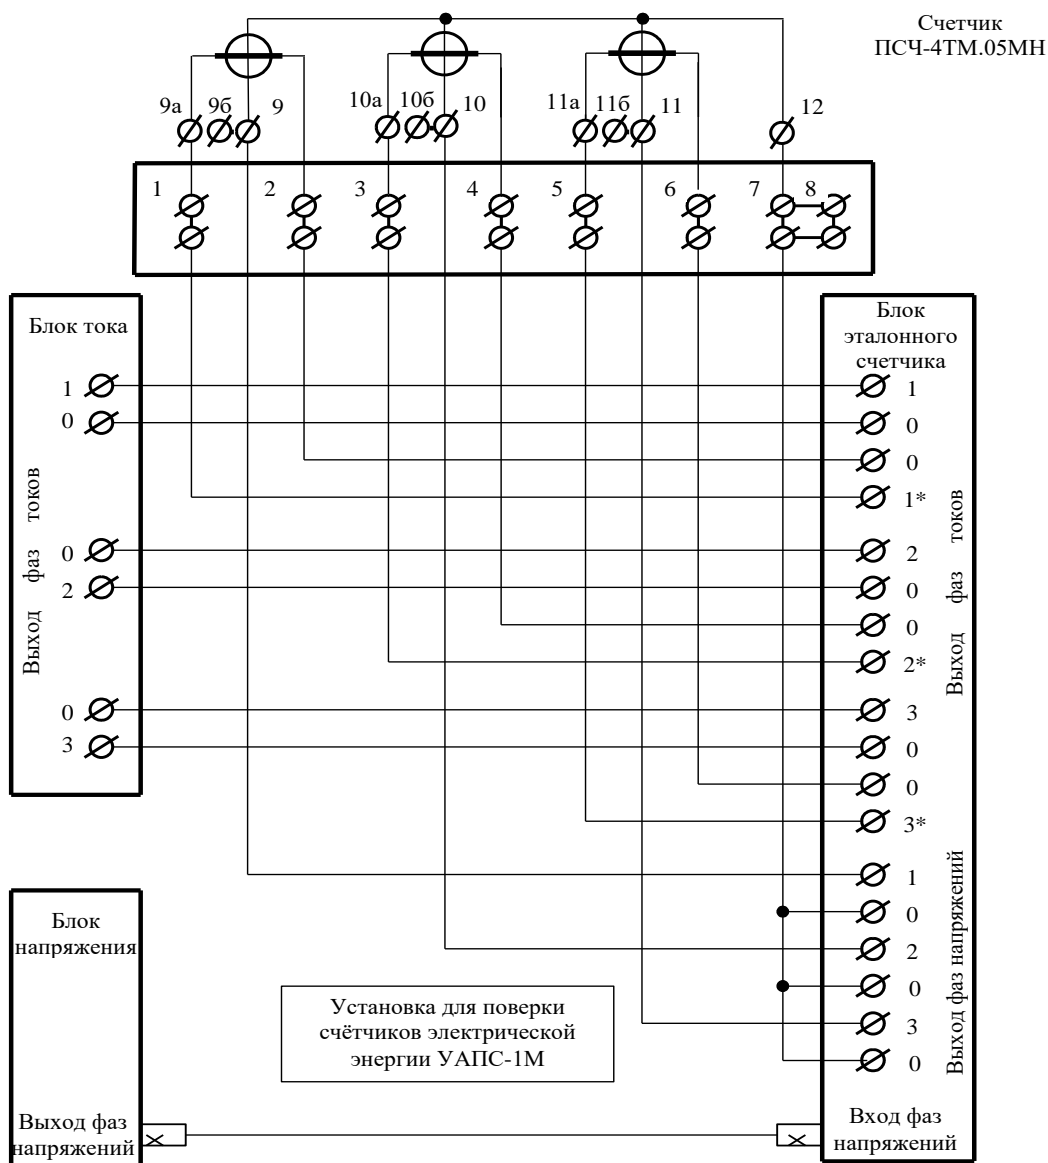 Счетчик
ПСЧ-4ТМ.05МН
9а 9б 9 10а 10б 10 11а 11б 11 12
1 2 3 4 5 6 7 8
Блок тока
1
0
0
2
0
3
Выход фаз токов
Блок
эталонного
счетчика
1
0
0
1*
2
0
0
2*
3
0
0
3*
Выход фаз токов
1
0
2
0
3
0
Выход фаз напряжений
Вход фаз
напряжений
Блок
напряжения
Выход фаз
напряжений
Установка для поверки
счётчиков электрической
энергии УАПС-1М